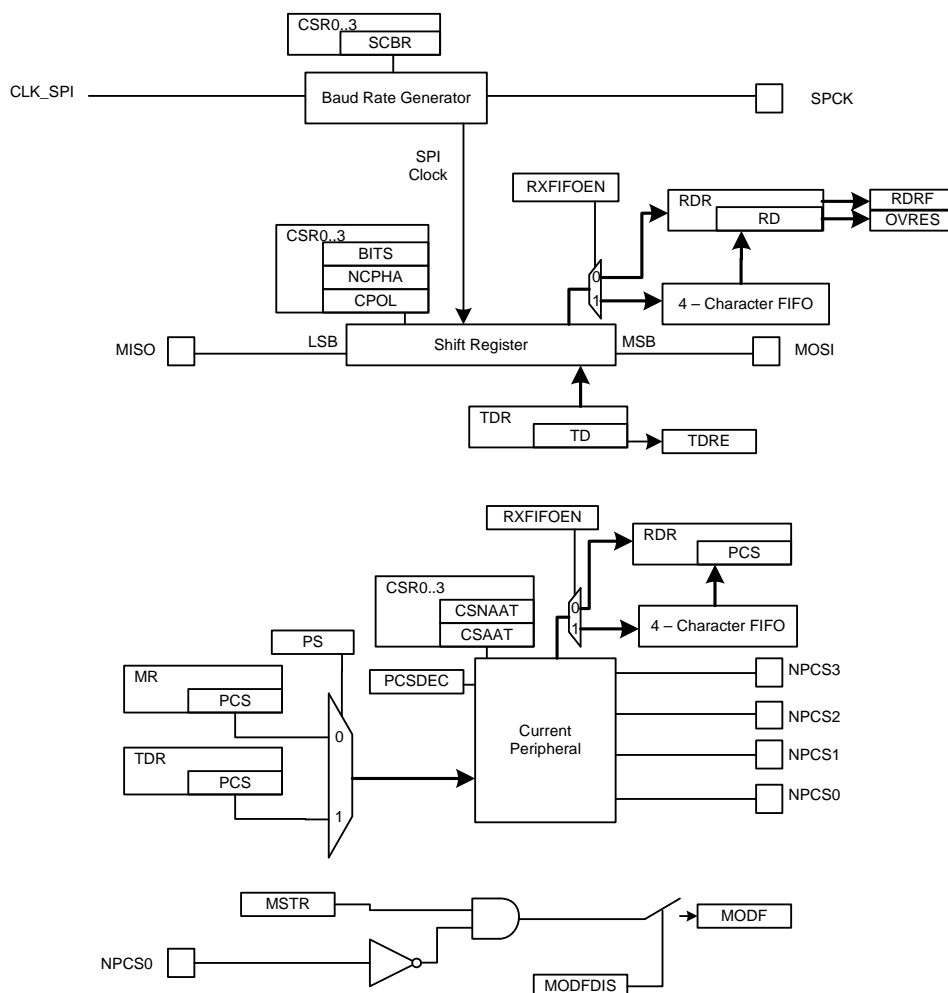 CSR0..3
SCBR
CLK_SPI
Baud Rate Generator
SPCK
SPI
Clock
RXFIFOEN
RDR
RD
RDRF
OVRES
CSR0..3
BITS
NCPHA
CPOL
0
1
4 – Character FIFO
MISO
LSB
Shift Register
MSB
MOSI
TDR
TD
TDRE
RXFIFOEN
RDR
PCS
CSR0..3
CSNAAT
CSAAT
0
1
4 – Character FIFO
PS
PCSDEC
NPCS3
MR
PCS
NPCS2
0
Current
Peripheral
TDR
PCS
NPCS1
NPCS0
1
MSTR
MODF
NPCS0
MODFDIS